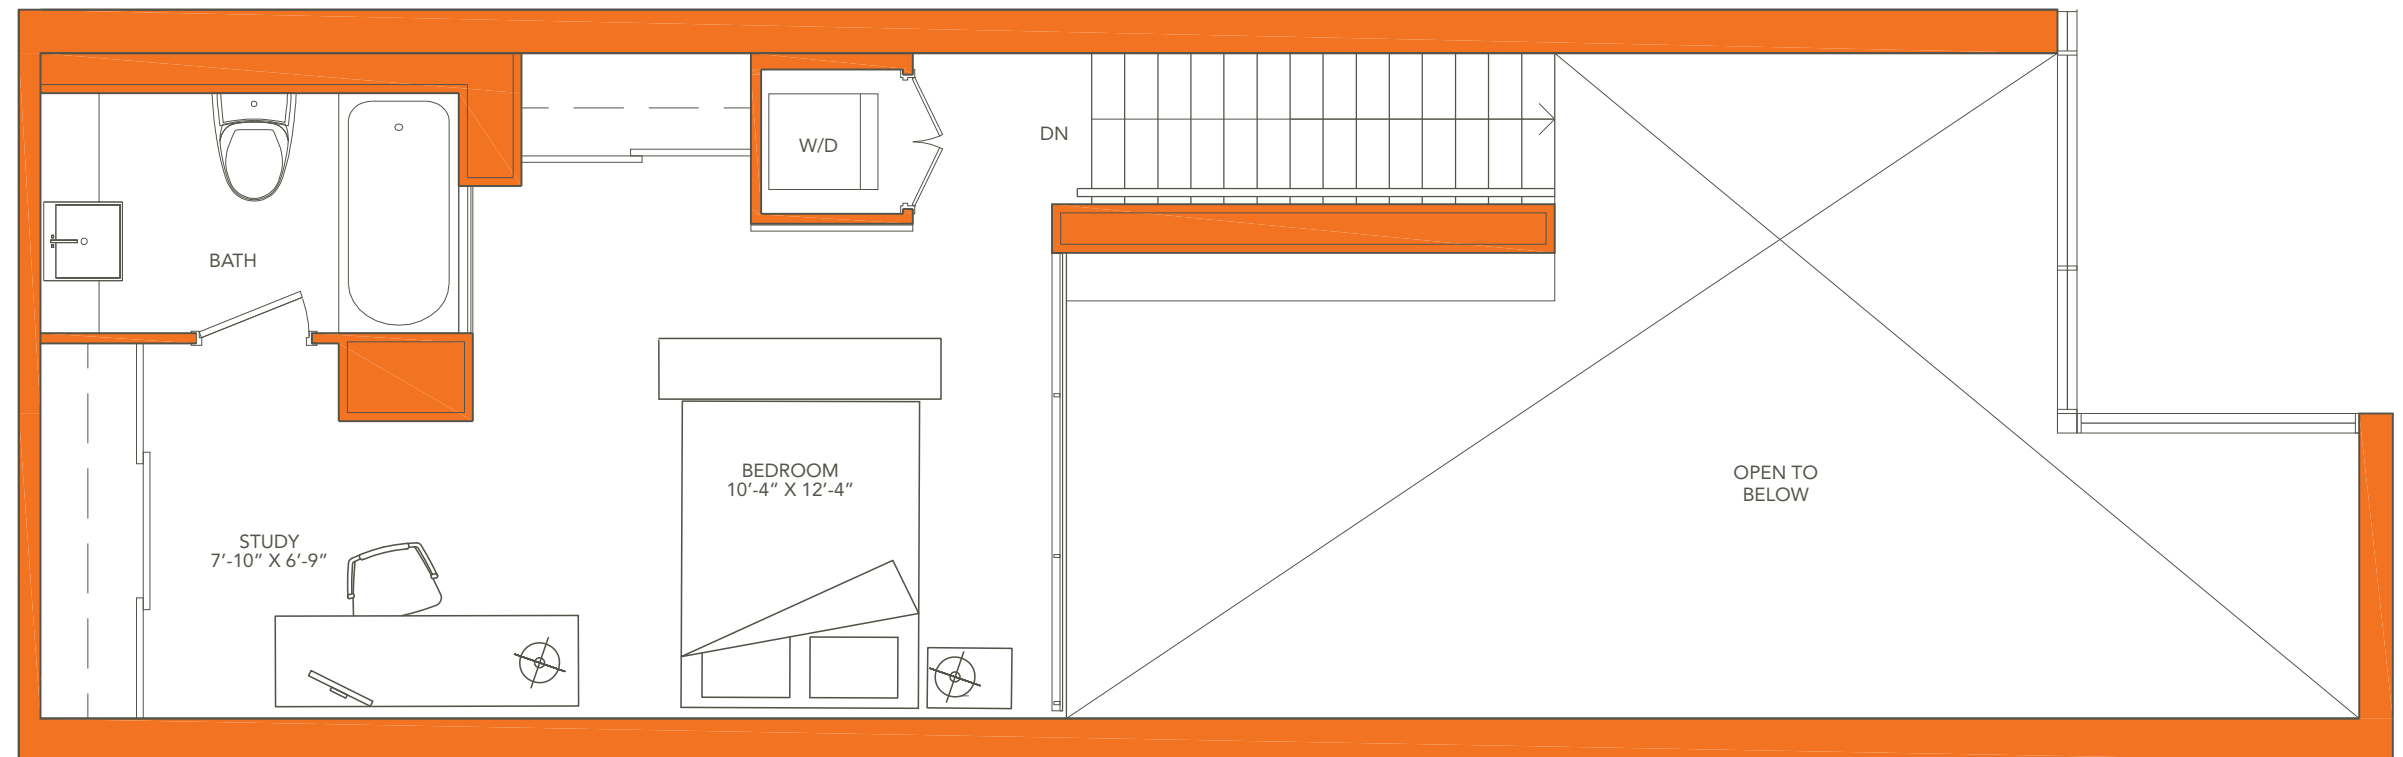 W/D
DN
BATH
BEDROOM
10’-4” X 12’-4”
OPEN TO
BELOW
STUDY
7’-10” X 6’-9”